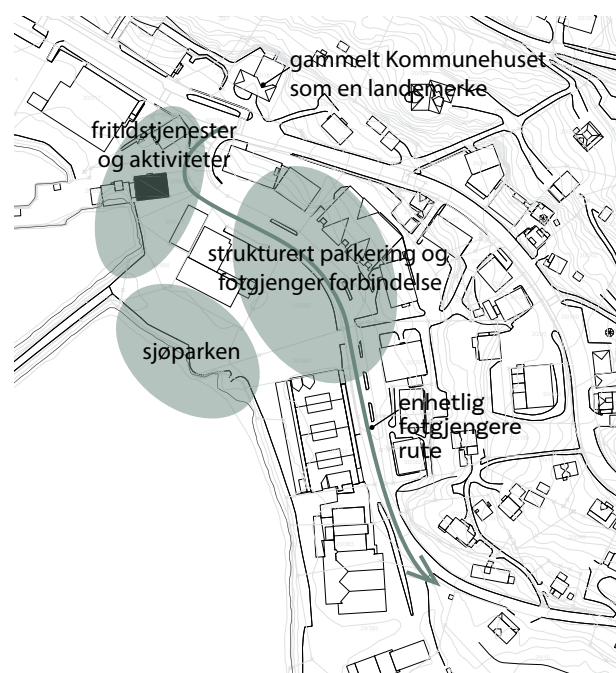 gammelt Kommunehuset
som en landemerke
fritidstjenester
og aktiviteter
strukturert parkering og
fotgjenger forbindelse
sjøparken
enhetlig
fotgjengere
rute